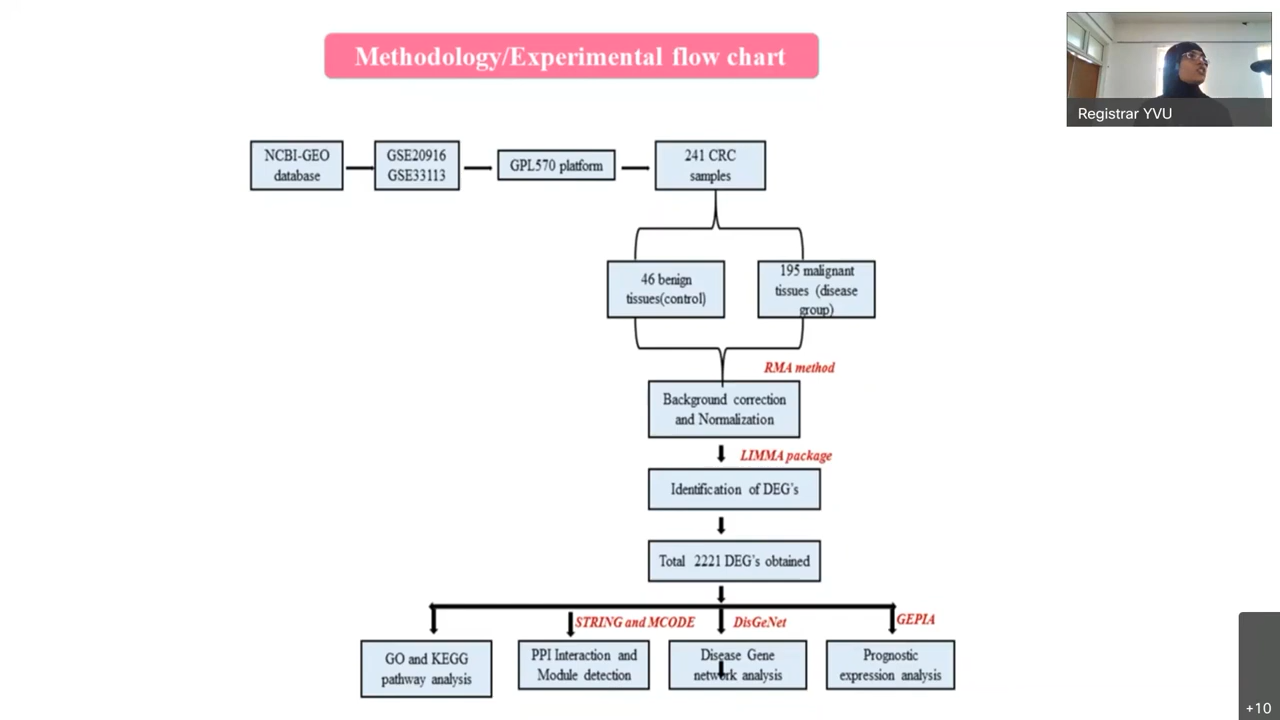 Methodology/Experimental flow chart
Registrar YVU
NCBI-GEO
database
GSE20916
GSE33113
GPL570 platform
241 CRC
samples
46 benign
tissues(control)
195 malignant
tissues (disease
group)
RMA method
Background correction
and Normalization
LIMMA package
Identification of DEG's
Total 2221 DEG's obtained
STRING and MCODE
DisGeNet
GEPIA
GO and KEGG
pathway analysis
PPI Interaction and
Module detection
Disease Gene
network analysis
Prognostic
expression analysis
+10